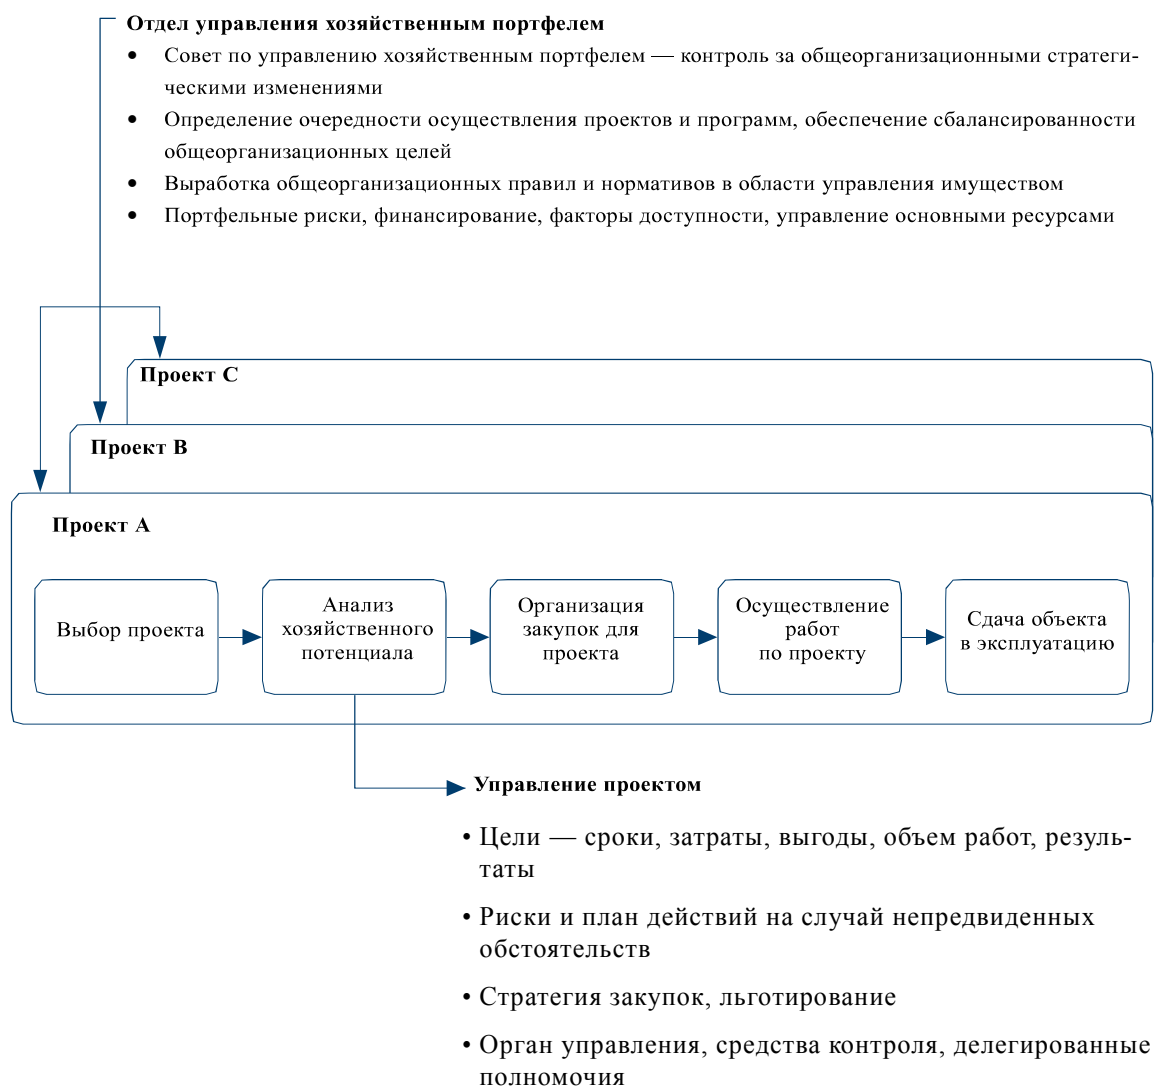 Отдел управления хозяйственным портфелем
• Совет по управлению хозяйственным портфелем — контроль за общеорганизационными стратеги-
ческими изменениями
• Определение очередности осуществления проектов и программ, обеспечение сбалансированности
общеорганизационных целей
• Выработка общеорганизационных правил и нормативов в области управления имуществом
• Портфельные риски, финансирование, факторы доступности, управление основными ресурсами
Проект C
Проект B
Проект A
Выбор проекта
Анализ
хозяйственного
потенциала
Организация
закупок для
проекта
Осуществление
работ
по проекту
Сдача объекта
в эксплуатацию
Управление проектом
• Цели — сроки, затраты, выгоды, объем работ, резуль-
таты
• Риски и план действий на случай непредвиденных
обстоятельств
• Стратегия закупок, льготирование
• Орган управления, средства контроля, делегированные
полномочия